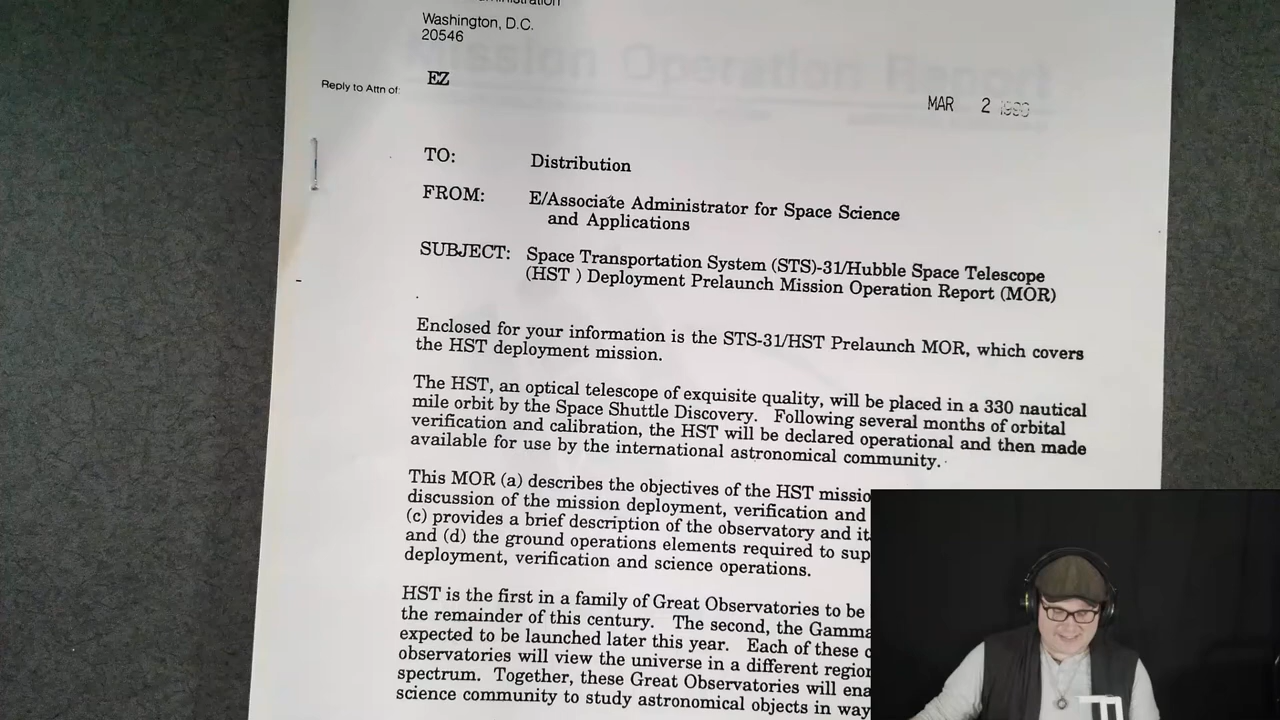 Washington, D.C.
20546
EZ
Reply to Attn of:
MAR 2 1990
TO: Distribution
FROM: E/Associate Administrator for Space Science
and Applications
SUBJECT: Space Transportation System (STS)-31/Hubble Space Telescope
(HST ) Deployment Prelaunch Mission Operation Report (MOR)
Enclosed for your information is the STS-31/HST Prelaunch MOR, which covers
the HST deployment mission.
The HST, an optical telescope of exquisite quality, will be placed in a 330 nautical
mile orbit by the Space Shuttle Discovery. Following several months of orbital
verification and calibration, the HST will be declared operational and then made
available for use by the international astronomical community.
This MOR (a) describes the objectives of the HST
discussion of the mission deployment, verification and
(c) provides a brief description of the observatory and
and (d) the ground operations elements required to
deployment, verification and science operations.
HST is the first in a family of Great Observatories to be
the remainder of this century. The second, the Gamma
expected to be launched later this year. Each of these
observatories will view the universe in a different
spectrum. Together, these Great Observatories will
science community to study astronomical objects in